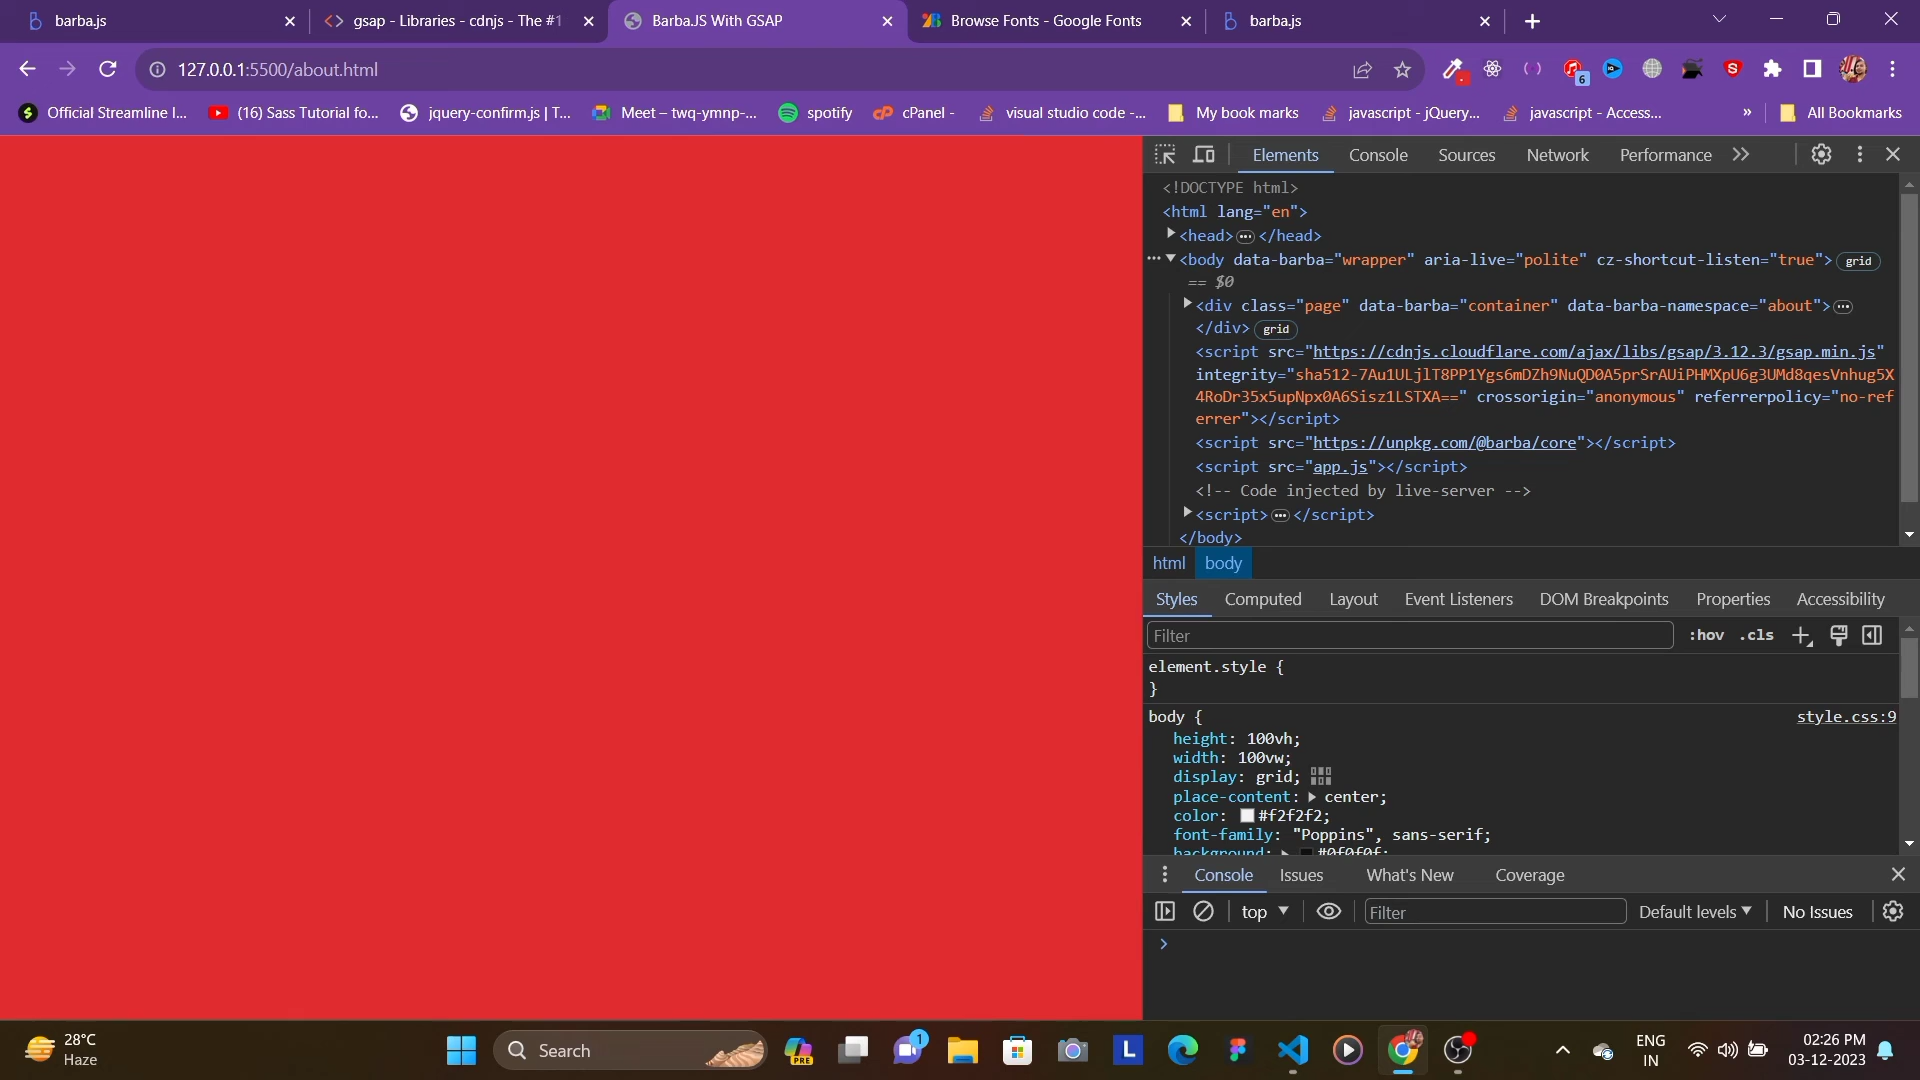 barba.js
gsap - Libraries - cdnjs - The #1
BarbaJS With GSAP
Browse Fonts - Google Fonts
barba.js
127.0.0.1:5500/about.html
6
Official Streamline I...
(16) Sass Tutorial fo...
jquery-confirm.js | T...
Meet – twq-ymnp-...
spotify
cPanel -
visual studio code -...
My book marks
javascript - jQuery...
javascript - Access...
»
All Bookmarks
Elements
Console
Sources
Network
Performance
<!DOCTYPE html>
<html lang="en">
<head>…</head>
<body data-barba="wrapper" aria-live="polite" cz-shortcut-listen="true"> grid
== $0
<div class="page" data-barba="container" data-barba-namespace="about">…
</div> grid
<script src="https://cdnjs.cloudflare.com/ajax/libs/gsap/3.12.3/gsap.min.js"
integrity="sha512-7Au1ULjlT8PP1Ygs6mDZh9NuQD0A5prSrAUiPHMXpU6g3UMd8qesVnhug5X
4RoDr35x5upNpx0A6Sisz1LSTXA==" crossorigin="anonymous" referrerpolicy="no-ref
errer"></script>
<script src="https://unpkg.com/@barba/core"></script>
<script src="app.js"></script>
<!-- Code injected by live-server -->
<script>…</script>
</body>
html
body
Styles
Computed
Layout
Event Listeners
DOM Breakpoints
Properties
Accessibility
Filter
:hov
.cls
element.style {
}
body {
style.css:9
height: 100vh;
width: 100vw;
display: grid;
place-content: center;
color: #f2f2f2;
font-family: "Poppins", sans-serif;
background: #0f0f0f;
Console
Issues
What's New
Coverage
top
Filter
Default levels
No Issues
28°C
Haze
Search
PRE
1
L
ENG
IN
02:26 PM
03-12-2023